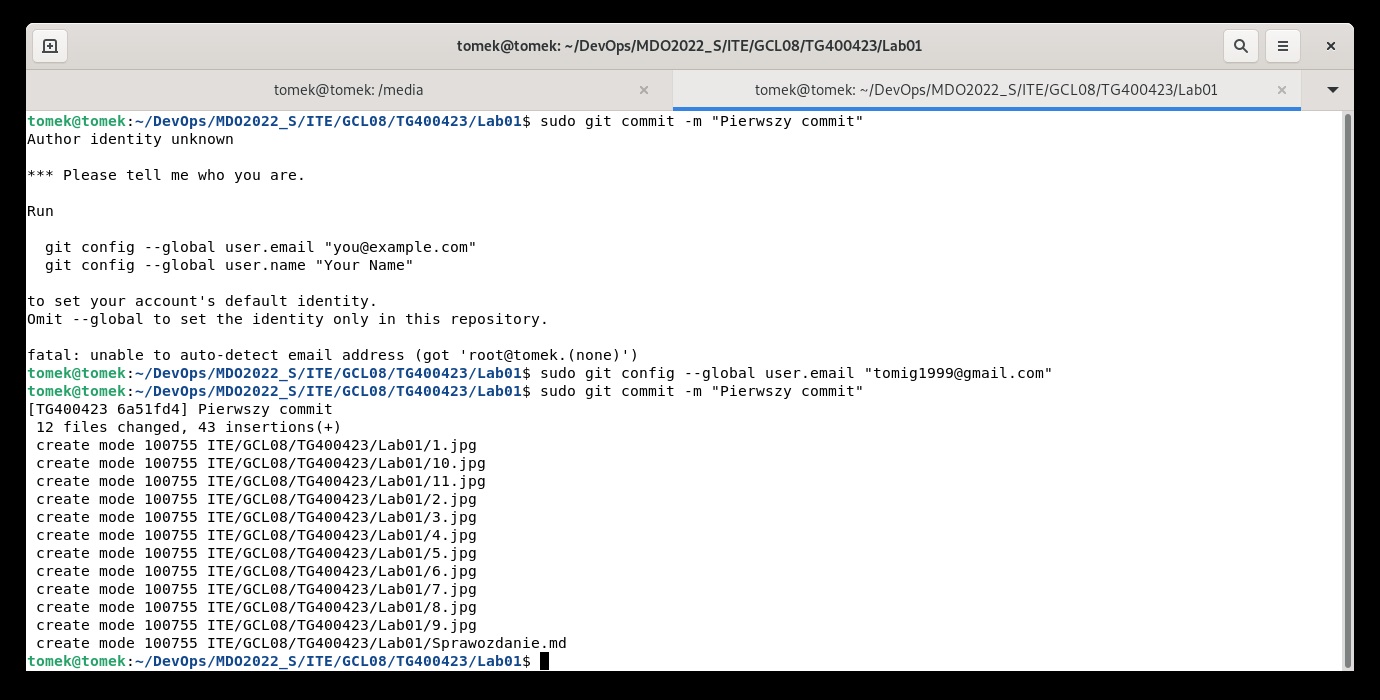 tomek@tomek: ~/DevOps/MDO2022_S/ITE/GCL08/TG400423/Lab01
tomek@tomek: /media
tomek@tomek: ~/DevOps/MDO2022_S/ITE/GCL08/TG400423/Lab01
tomek@tomek:~/DevOps/MDO2022_S/ITE/GCL08/TG400423/Lab01$ sudo git commit -m "Pierwszy commit"
Author identity unknown

*** Please tell me who you are.

Run

  git config --global user.email "you@example.com"
  git config --global user.name "Your Name"

to set your account's default identity.
Omit --global to set the identity only in this repository.

fatal: unable to auto-detect email address (got 'root@tomek.(none)')
tomek@tomek:~/DevOps/MDO2022_S/ITE/GCL08/TG400423/Lab01$ sudo git config --global user.email "tomig1999@gmail.com"
tomek@tomek:~/DevOps/MDO2022_S/ITE/GCL08/TG400423/Lab01$ sudo git commit -m "Pierwszy commit"
[TG400423 6a51fd4] Pierwszy commit
 12 files changed, 43 insertions(+)
 create mode 100755 ITE/GCL08/TG400423/Lab01/1.jpg
 create mode 100755 ITE/GCL08/TG400423/Lab01/10.jpg
 create mode 100755 ITE/GCL08/TG400423/Lab01/11.jpg
 create mode 100755 ITE/GCL08/TG400423/Lab01/2.jpg
 create mode 100755 ITE/GCL08/TG400423/Lab01/3.jpg
 create mode 100755 ITE/GCL08/TG400423/Lab01/4.jpg
 create mode 100755 ITE/GCL08/TG400423/Lab01/5.jpg
 create mode 100755 ITE/GCL08/TG400423/Lab01/6.jpg
 create mode 100755 ITE/GCL08/TG400423/Lab01/7.jpg
 create mode 100755 ITE/GCL08/TG400423/Lab01/8.jpg
 create mode 100755 ITE/GCL08/TG400423/Lab01/9.jpg
 create mode 100755 ITE/GCL08/TG400423/Lab01/Sprawozdanie.md
tomek@tomek:~/DevOps/MDO2022_S/ITE/GCL08/TG400423/Lab01$